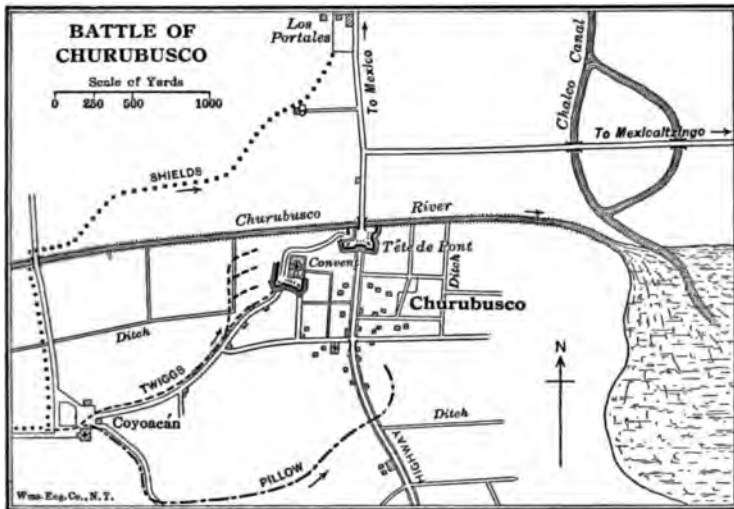 BATTLE OF
CHURUBUSCO
Scale of Yards
0 250 500 1000
Los
Portales
To Mexico
Chalco Canal
To Mexicaltzingo
SHIELDS
Churubusco River
Tête de Pont
Convent
Ditch
Churubusco
Ditch
TWIGGS
N
Coyoacán
Ditch
PILLOW
HIGHWAY
Wms. Eng. Co., N. Y.